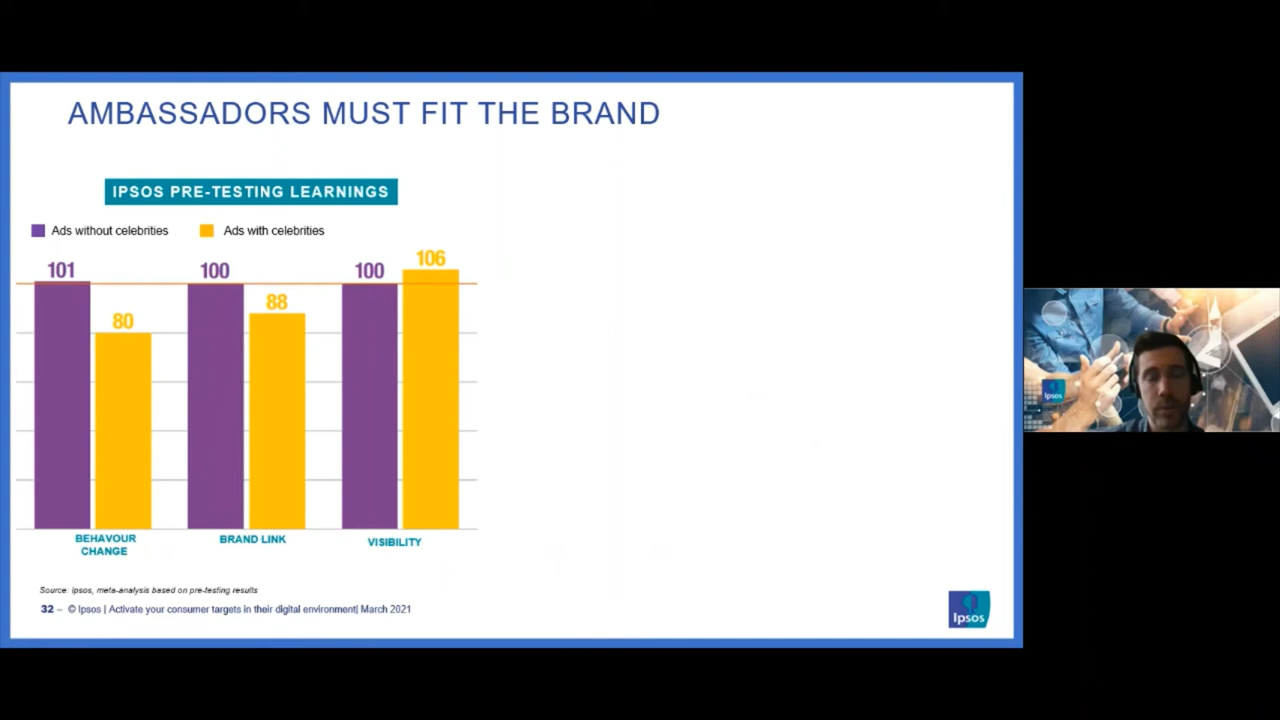 AMBASSADORS MUST FIT THE BRAND
IPSOS PRE-TESTING LEARNINGS
Ads without celebrities
Ads with celebrities
101
80
100
88
100
106
BEHAVOUR
CHANGE
BRAND LINK
VISIBILITY
Source: Ipsos, meta-analysis based on pre-testing results
32 – © Ipsos | Activate your consumer targets in their digital environment| March 2021
Ipsos
Ipsos